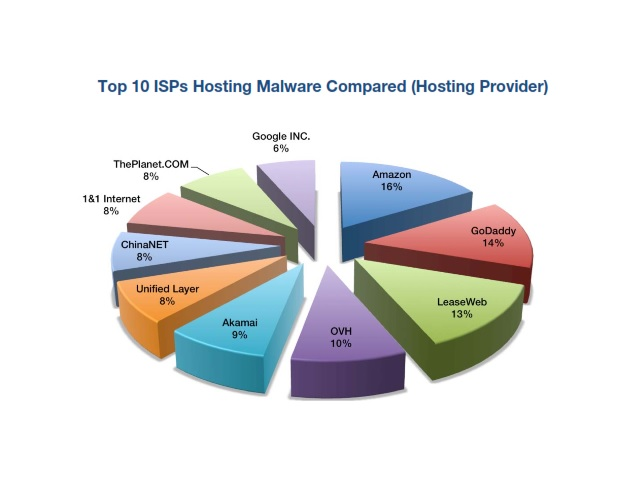 Top 10 ISPs Hosting Malware Compared (Hosting Provider)
Google INC.
6%
Amazon
16%
GoDaddy
14%
LeaseWeb
13%
OVH
10%
Akamai
9%
Unified Layer
8%
ChinaNET
8%
1&1 Internet
8%
ThePlanet.COM
8%